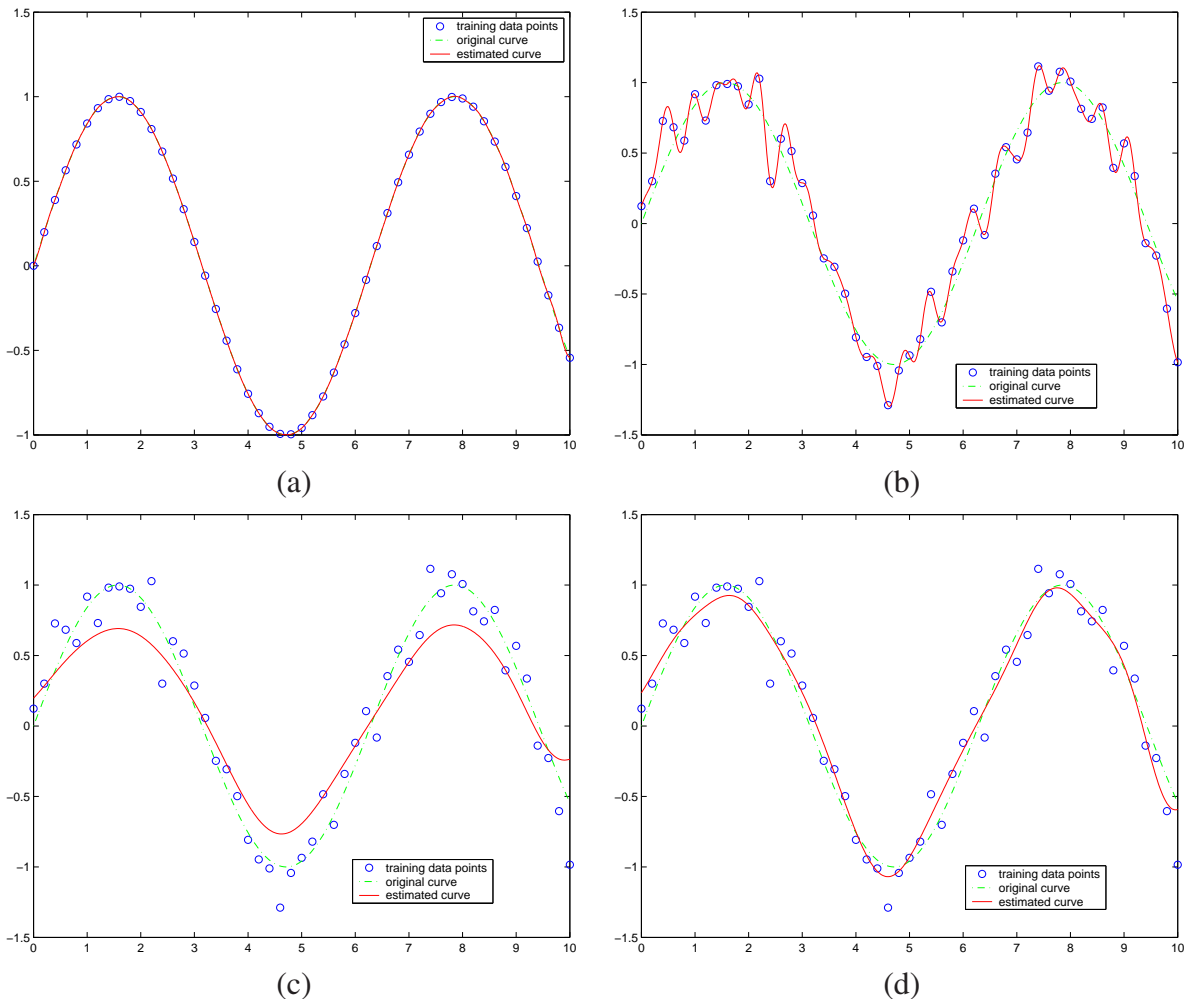 1.5
1
0.5
0
−0.5
−1
0 1 2 3 4 5 6 7 8 9 10
training data points
original curve
estimated curve
(a)
1.5
1
0.5
0
−0.5
−1
−1.5
0 1 2 3 4 5 6 7 8 9 10
training data points
original curve
estimated curve
(b)
1.5
1
0.5
0
−0.5
−1
−1.5
0 1 2 3 4 5 6 7 8 9 10
training data points
original curve
estimated curve
(c)
1.5
1
0.5
0
−0.5
−1
−1.5
0 1 2 3 4 5 6 7 8 9 10
training data points
original curve
estimated curve
(d)